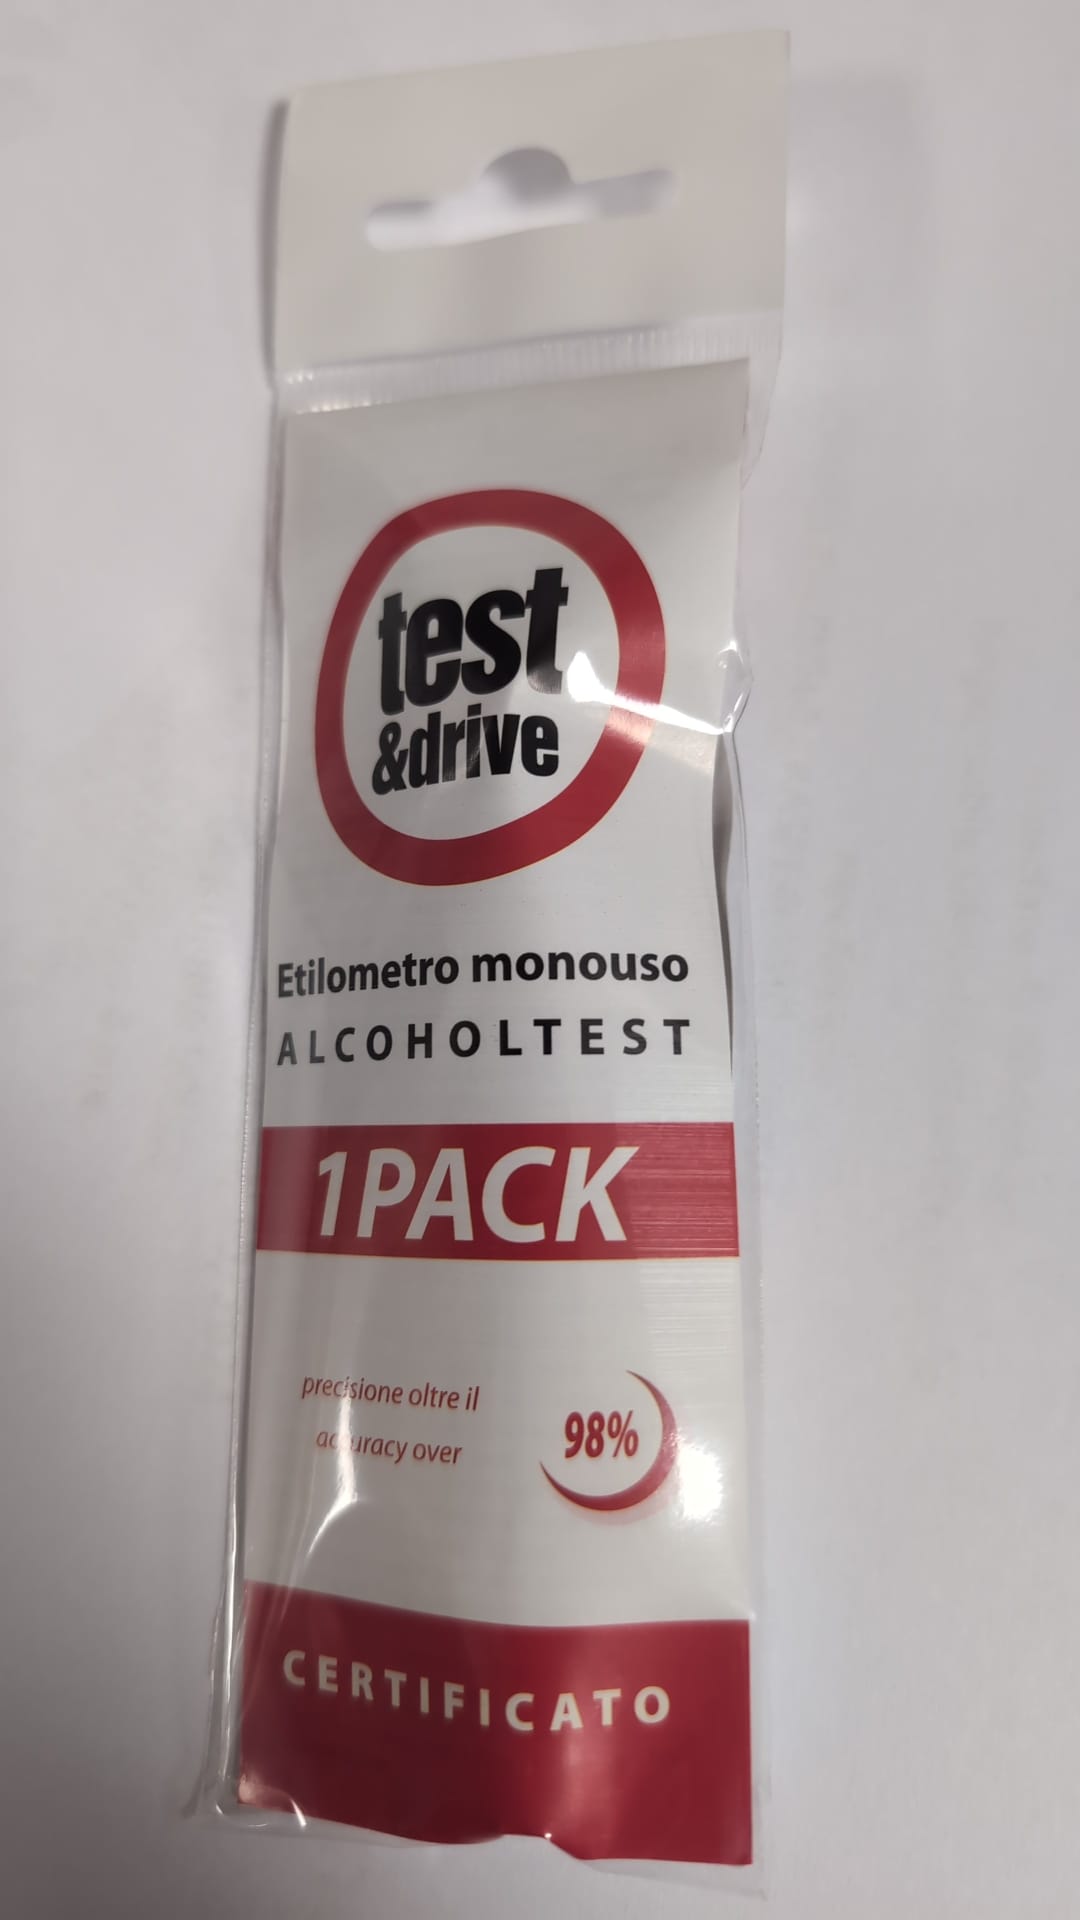 test
&drive
Etilometro monouso
ALCOHOLTEST
1PACK
precisione oltre il
accuracy over
98%
CERTIFICATO